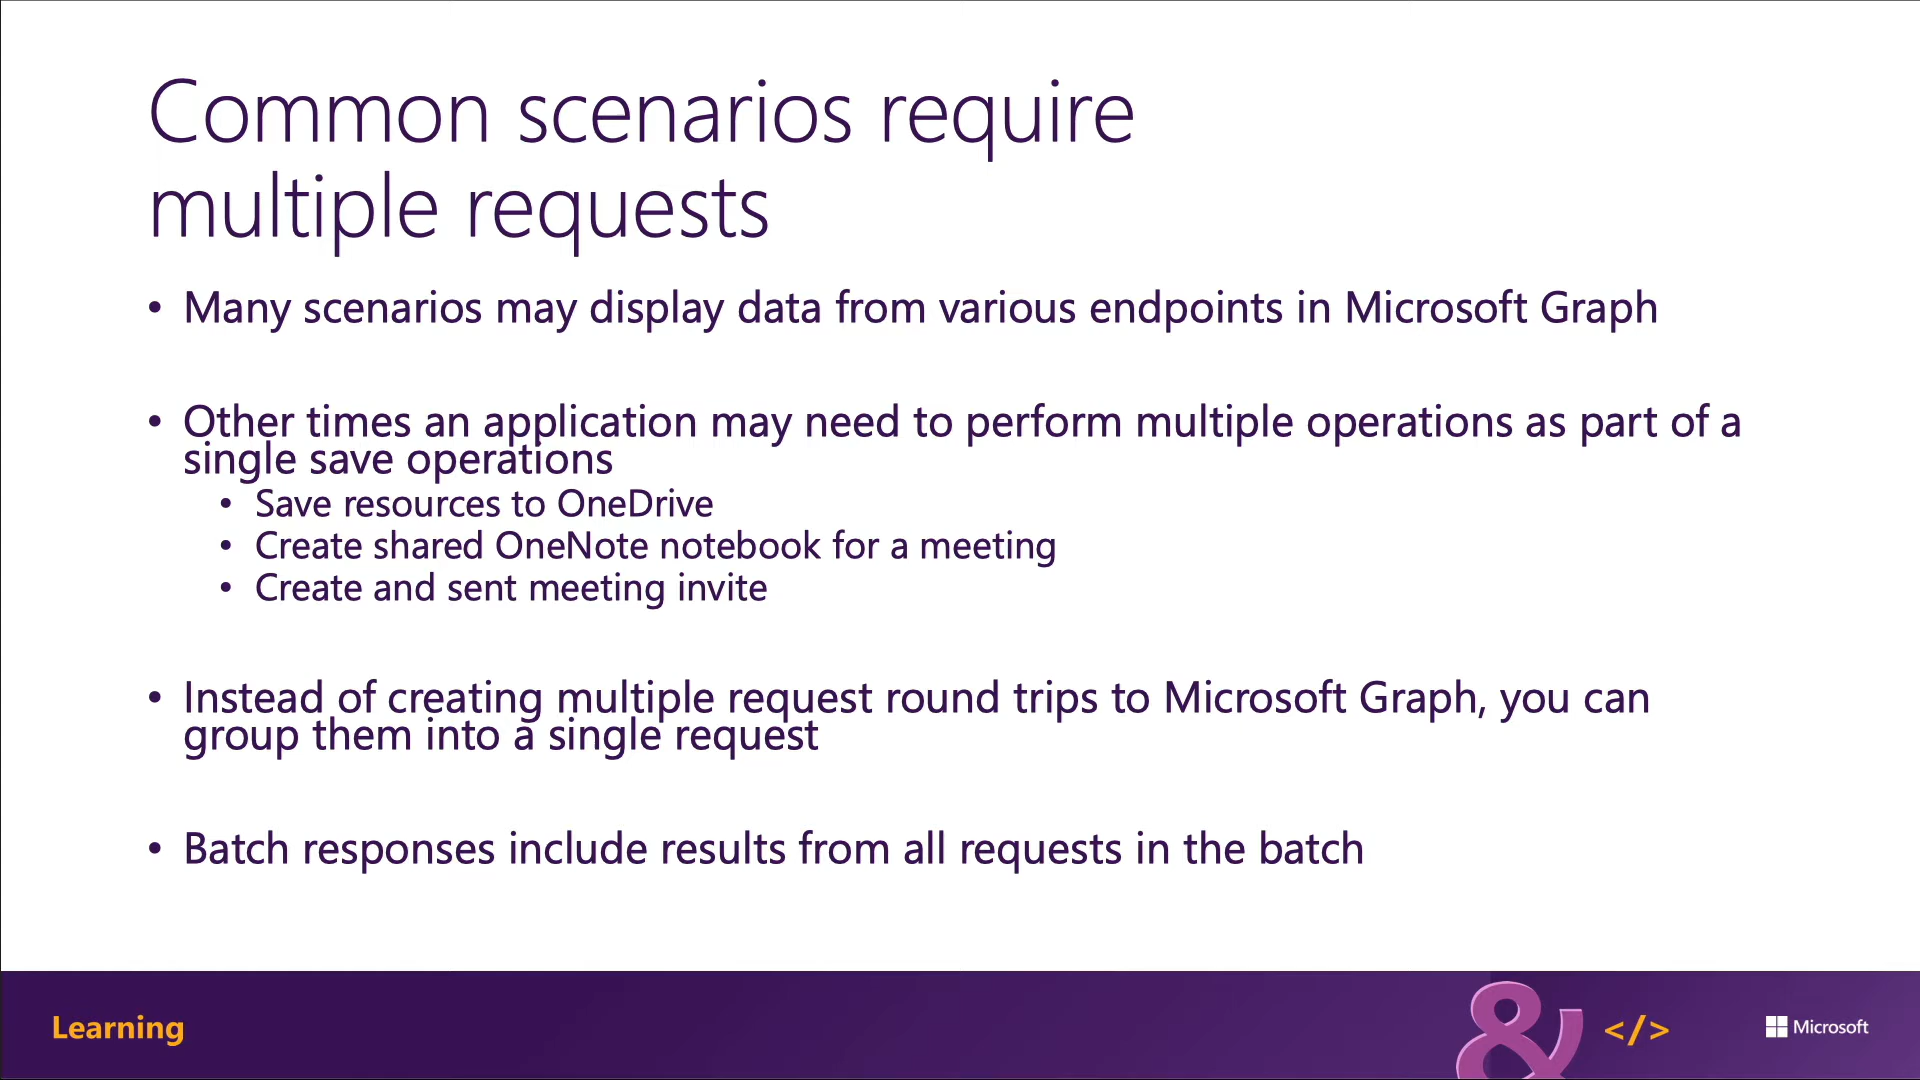 Common scenarios require
multiple requests
• Many scenarios may display data from various endpoints in Microsoft Graph
• Other times an application may need to perform multiple operations as part of a
single save operations
• Save resources to OneDrive
• Create shared OneNote notebook for a meeting
• Create and sent meeting invite
• Instead of creating multiple request round trips to Microsoft Graph, you can
group them into a single request
• Batch responses include results from all requests in the batch
Learning
& </> Microsoft